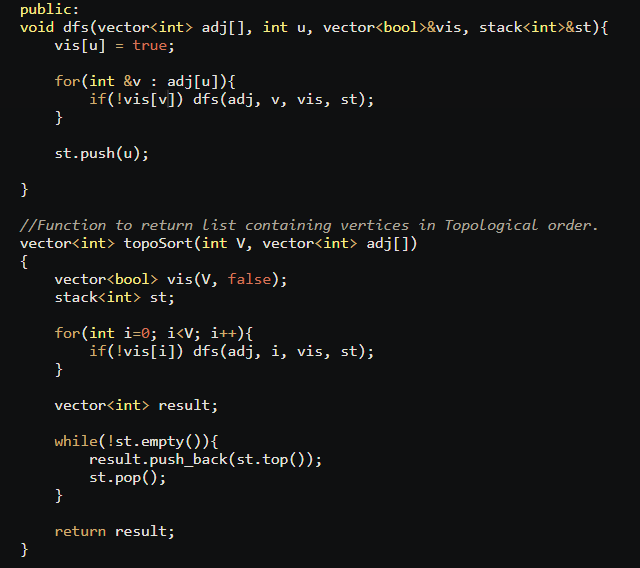 public:
void dfs(vector<int> adj[], int u, vector<bool>&vis, stack<int>&st){
    vis[u] = true;
    for(int &v : adj[u]){
        if(!vis[v]) dfs(adj, v, vis, st);
    }
    st.push(u);
}
//Function to return list containing vertices in Topological order.
vector<int> topoSort(int V, vector<int> adj[])
{
    vector<bool> vis(V, false);
    stack<int> st;
    for(int i=0; i<V; i++){
        if(!vis[i]) dfs(adj, i, vis, st);
    }
    vector<int> result;
    while(!st.empty()){
        result.push_back(st.top());
        st.pop();
    }
    return result;
}